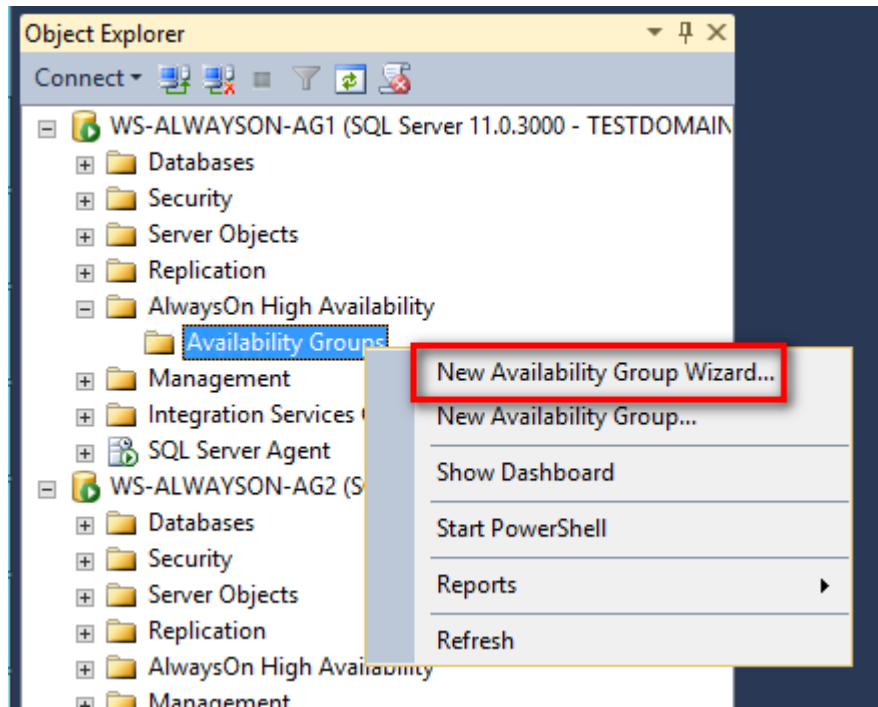 Object Explorer
Connect
WS-ALWAYSON-AG1 (SQL Server 11.0.3000 - TESTDOMAIN
Databases
Security
Server Objects
Replication
AlwaysOn High Availability
Availability Groups
New Availability Group Wizard...
Management
Integration Services
New Availability Group...
SQL Server Agent
Show Dashboard
WS-ALWAYSON-AG2 (S
Databases
Start PowerShell
Security
Server Objects
Reports
Replication
Refresh
AlwaysOn High Availability
Management